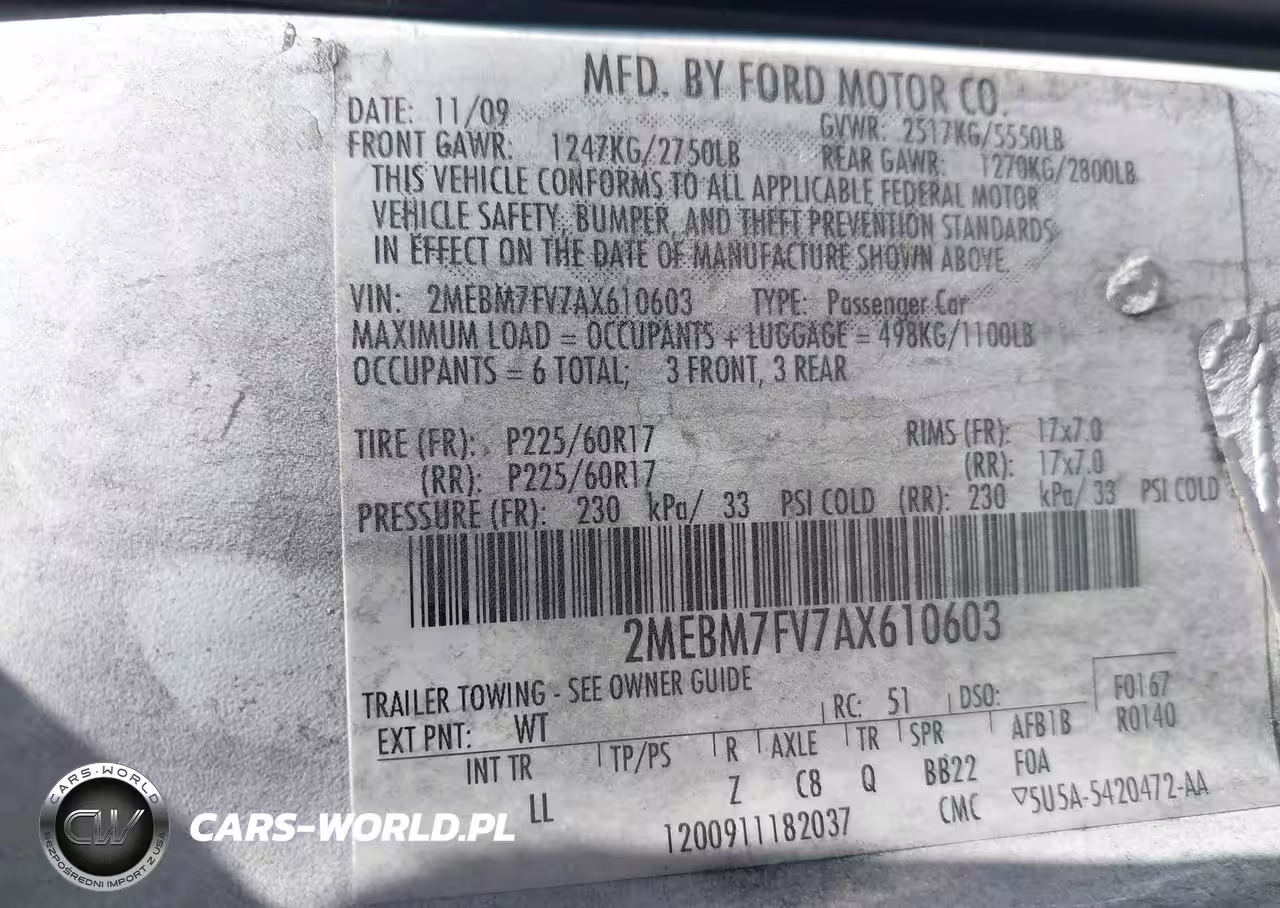 MFD. BY FORD MOTOR CO.
DATE: 11/09
GVWR: 2517KG/5550LB
FRONT GAWR: 1247KG/2750LB
REAR GAWR: 1270KG/2800LB
THIS VEHICLE CONFORMS TO ALL APPLICABLE FEDERAL MOTOR
VEHICLE SAFETY, BUMPER, AND THEFT PREVENTION STANDARDS
IN EFFECT ON THE DATE OF MANUFACTURE SHOWN ABOVE.
VIN: 2MEBM7FV7AX610603 TYPE: Passenger Car
MAXIMUM LOAD = OCCUPANTS + LUGGAGE = 498KG/1100LB
OCCUPANTS = 6 TOTAL; 3 FRONT, 3 REAR
TIRE (FR): P225/60R17 RIMS (FR): 17x7.0
(RR): P225/60R17 (RR): 17x7.0
PRESSURE (FR): 230 kPa/ 33 PSI COLD (RR): 230 kPa/ 33 PSI COLD
2MEBM7FV7AX610603
TRAILER TOWING - SEE OWNER GUIDE
EXT PNT: WT RC: 51 DSO: F0167
R0140
INT TR TP/PS R AXLE TR SPR AFB1B
LL Z C8 Q BB22 FOA
1200911182037 CMC ▽5U5A-5420472-AA
CARS-WORLD
CW
BEZPOŚREDNI IMPORT Z USA
CARS-WORLD.PL